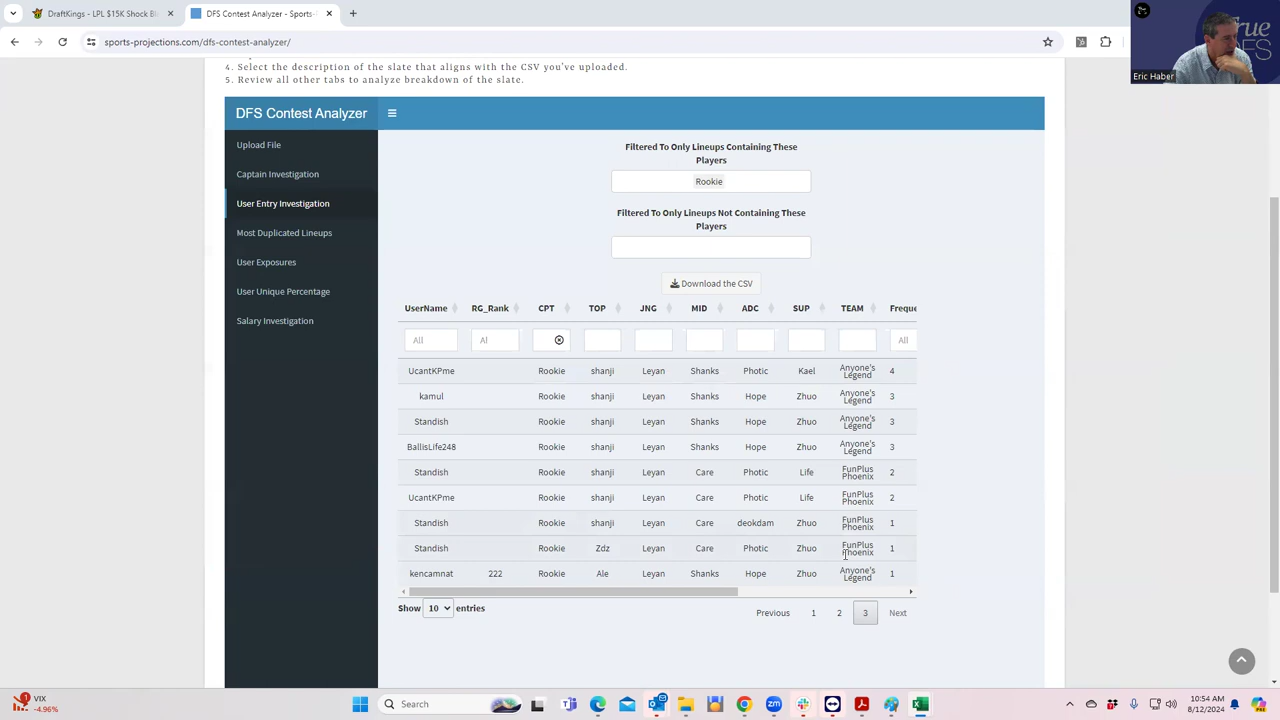 DraftKings - LPL $15K Shock Bl
DFS Contest Analyzer - Sports-
sports-projections.com/dfs-contest-analyzer/
True
DFS
Eric Haber
4. Select the description of the slate that aligns with the CSV you've uploaded.
5. Review all other tabs to analyze breakdown of the slate.
DFS Contest Analyzer
Upload File
Captain Investigation
User Entry Investigation
Most Duplicated Lineups
User Exposures
User Unique Percentage
Salary Investigation
Filtered To Only Lineups Containing These
Players
Rookie
Filtered To Only Lineups Not Containing These
Players
Download the CSV
UserName RG_Rank CPT TOP JNG MID ADC SUP TEAM Freque
All Al All
UcantKPme Rookie shanji Leyan Shanks Photic Kael Anyone's Legend 4
kamul Rookie shanji Leyan Shanks Hope Zhuo Anyone's Legend 3
Standish Rookie shanji Leyan Shanks Hope Zhuo Anyone's Legend 3
BallisLife248 Rookie shanji Leyan Shanks Hope Zhuo Anyone's Legend 3
Standish Rookie shanji Leyan Care Photic Life FunPlus Phoenix 2
UcantKPme Rookie shanji Leyan Care Photic Life FunPlus Phoenix 2
Standish Rookie shanji Leyan Care deokdam Zhuo FunPlus Phoenix 1
Standish Rookie Zdz Leyan Care Photic Zhuo FunPlus Phoenix 1
kencamnat 222 Rookie Ale Leyan Shanks Hope Zhuo Anyone's Legend 1
Show 10 entries
Previous 1 2 3 Next
1
VIX
-4.96%
Search
10:54 AM
8/12/2024